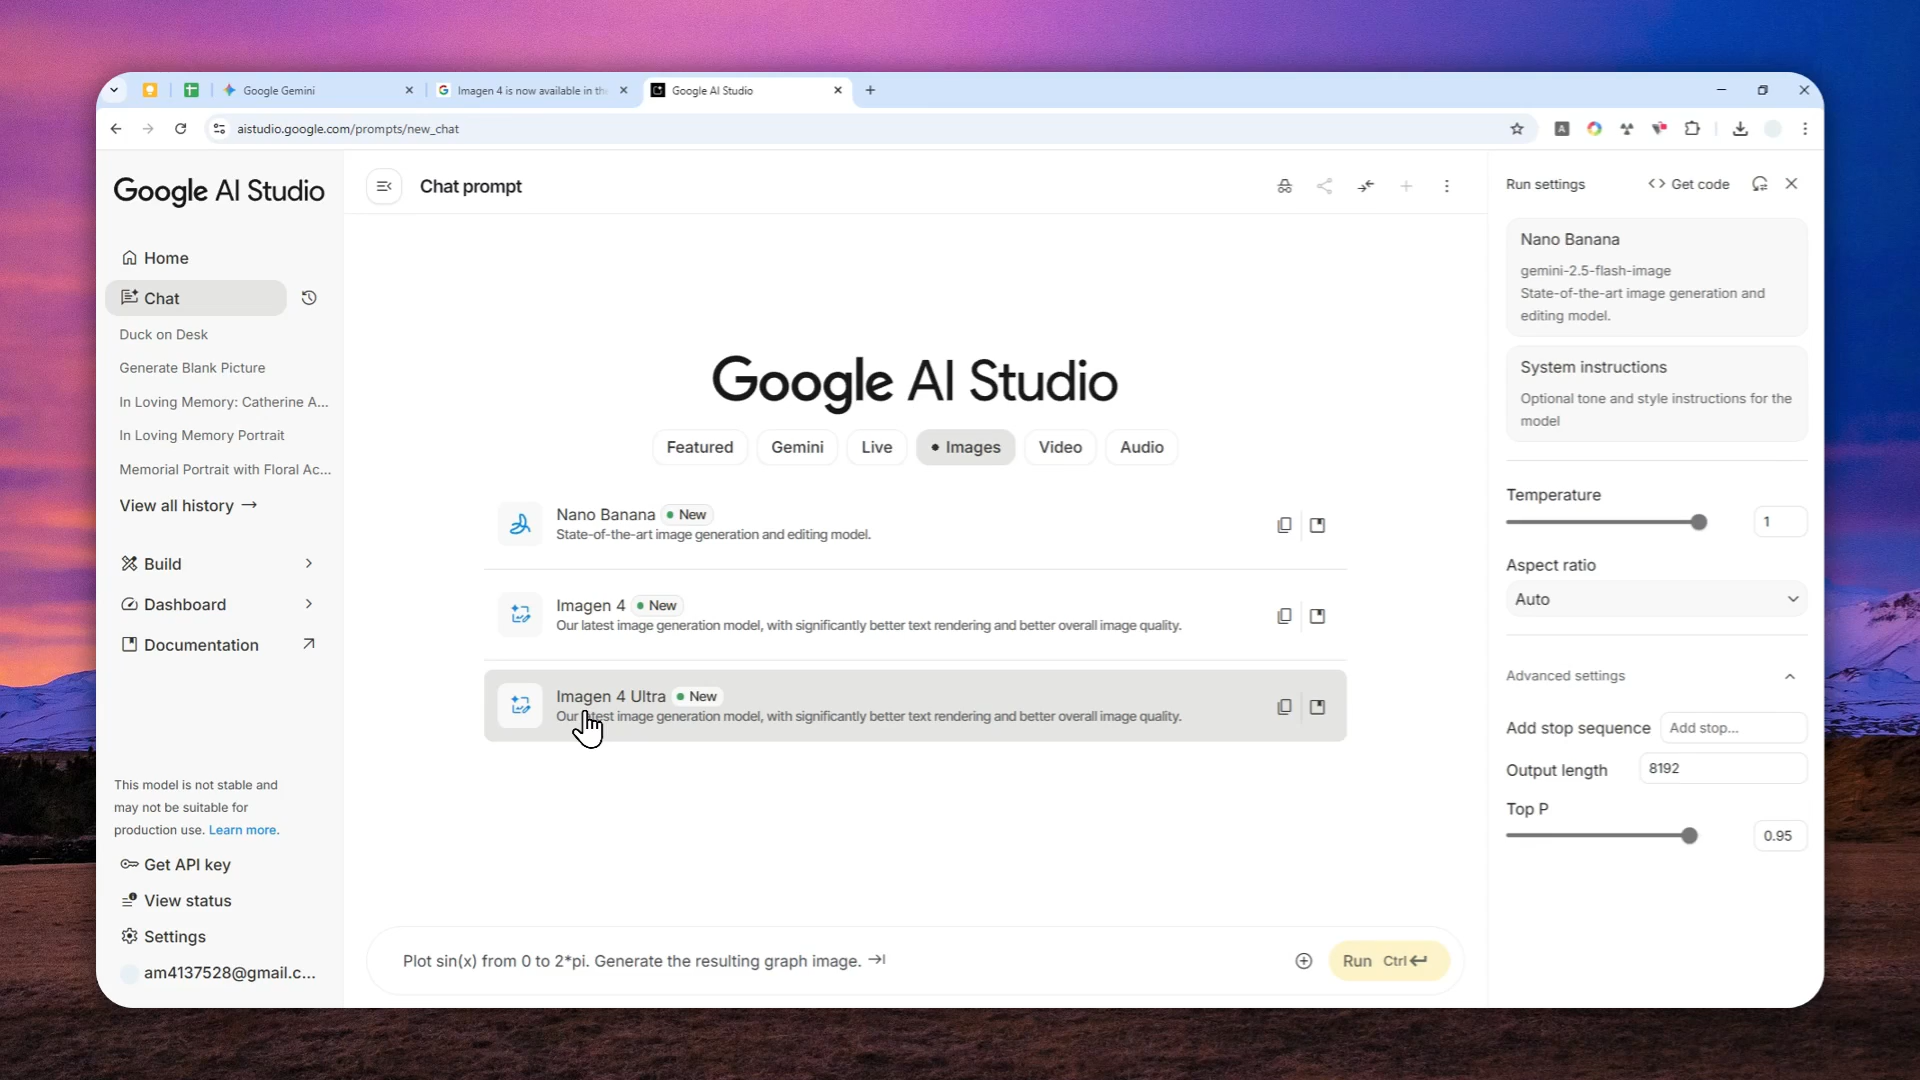 Google Gemini
Imagen 4 is now available in th
Google AI Studio
aistudio.google.com/prompts/new_chat
Google AI Studio
Home
Chat
Duck on Desk
Generate Blank Picture
In Loving Memory: Catherine A...
In Loving Memory Portrait
Memorial Portrait with Floral Ac...
View all history →
Build
Dashboard
Documentation
This model is not stable and
may not be suitable for
production use. Learn more.
Get API key
View status
Settings
am4137528@gmail.c...
Chat prompt
Google AI Studio
Featured
Gemini
Live
Images
Video
Audio
Nano Banana New
State-of-the-art image generation and editing model.
Imagen 4 New
Our latest image generation model, with significantly better text rendering and better overall image quality.
Imagen 4 Ultra New
Our latest image generation model, with significantly better text rendering and better overall image quality.
Plot sin(x) from 0 to 2*pi. Generate the resulting graph image.
Run Ctrl
Run settings
<> Get code
Nano Banana
gemini-2.5-flash-image
State-of-the-art image generation and
editing model.
System instructions
Optional tone and style instructions for the
model
Temperature
1
Aspect ratio
Auto
Advanced settings
Add stop sequence
Add stop...
Output length
8192
Top P
0.95